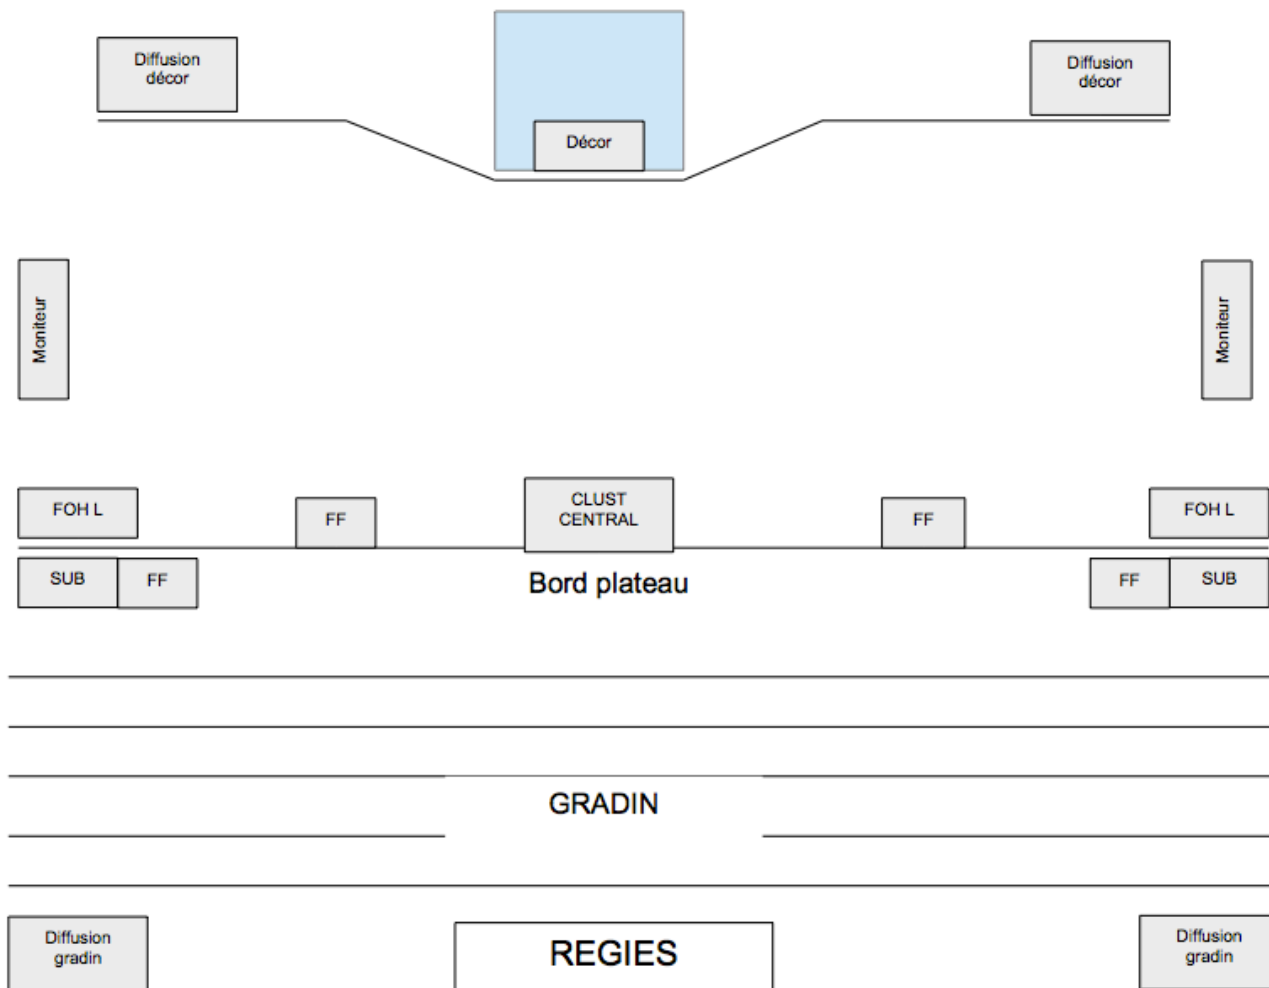 Diffusion
décor
Diffusion
décor
Décor
Moniteur
Moniteur
FOH L
FF
CLUST
CENTRAL
FF
FOH L
SUB
FF
Bord plateau
FF
SUB
GRADIN
Diffusion
gradin
REGIES
Diffusion
gradin